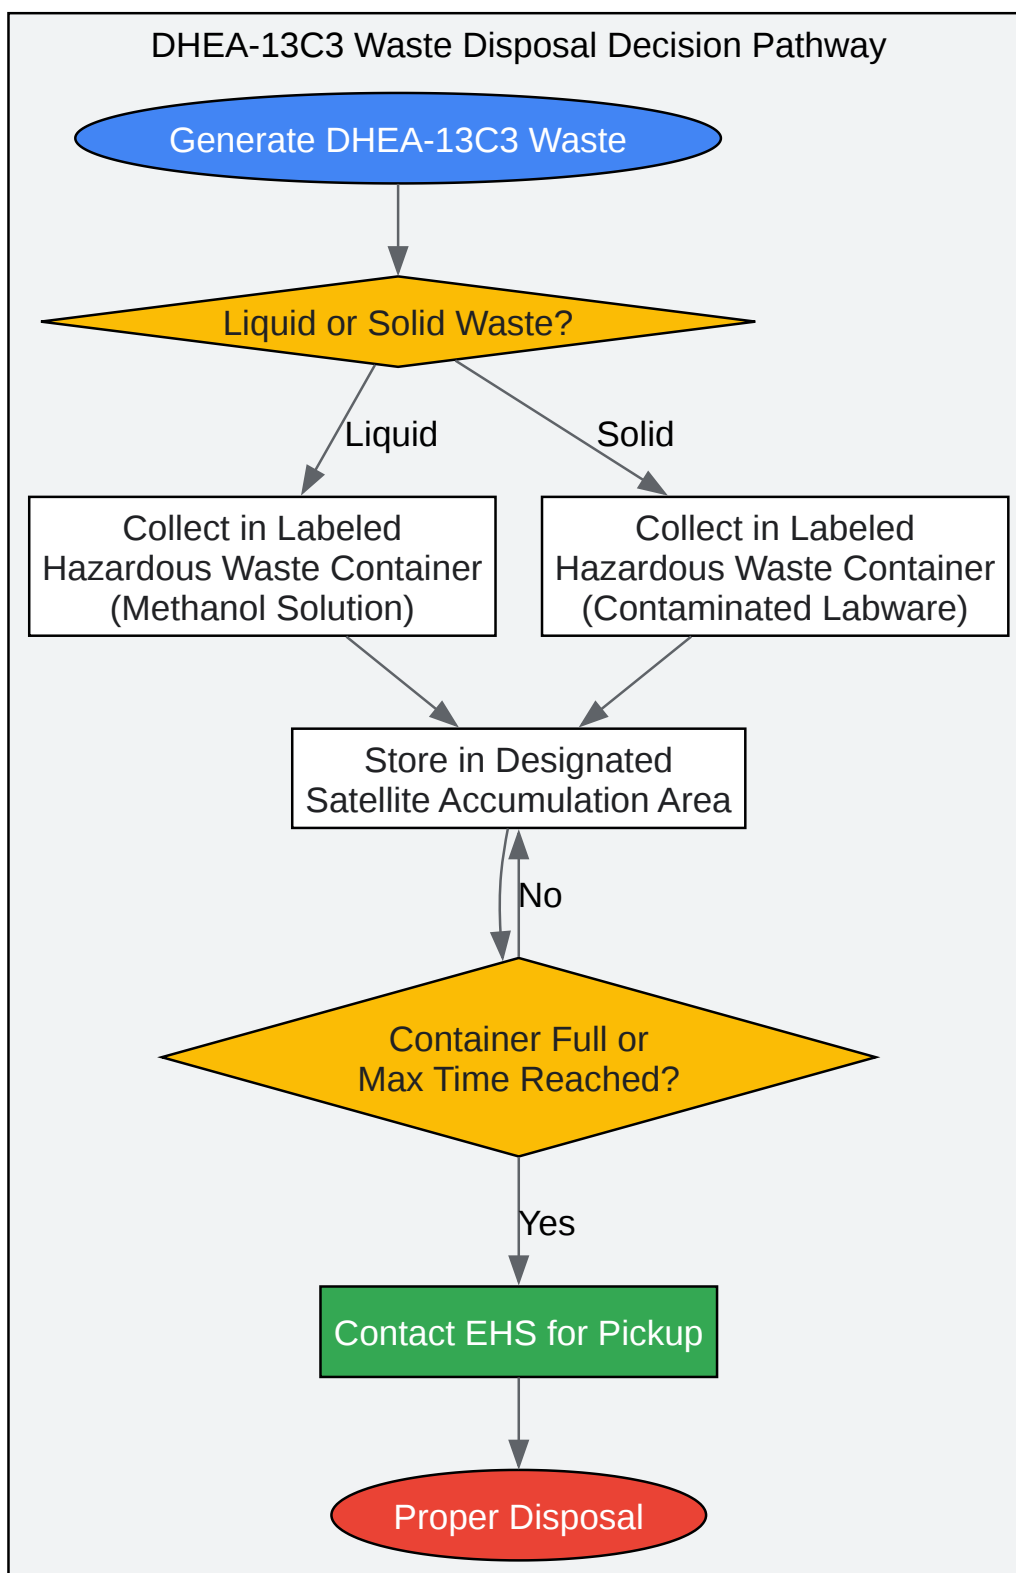 DHEA-13C3 Waste Disposal Decision Pathway
Generate DHEA-13C3 Waste
Liquid or Solid Waste?
Liquid
Solid
Collect in Labeled
Hazardous Waste Container
(Methanol Solution)
Collect in Labeled
Hazardous Waste Container
(Contaminated Labware)
Store in Designated
Satellite Accumulation Area
No
Container Full or
Max Time Reached?
Yes
Contact EHS for Pickup
Proper Disposal